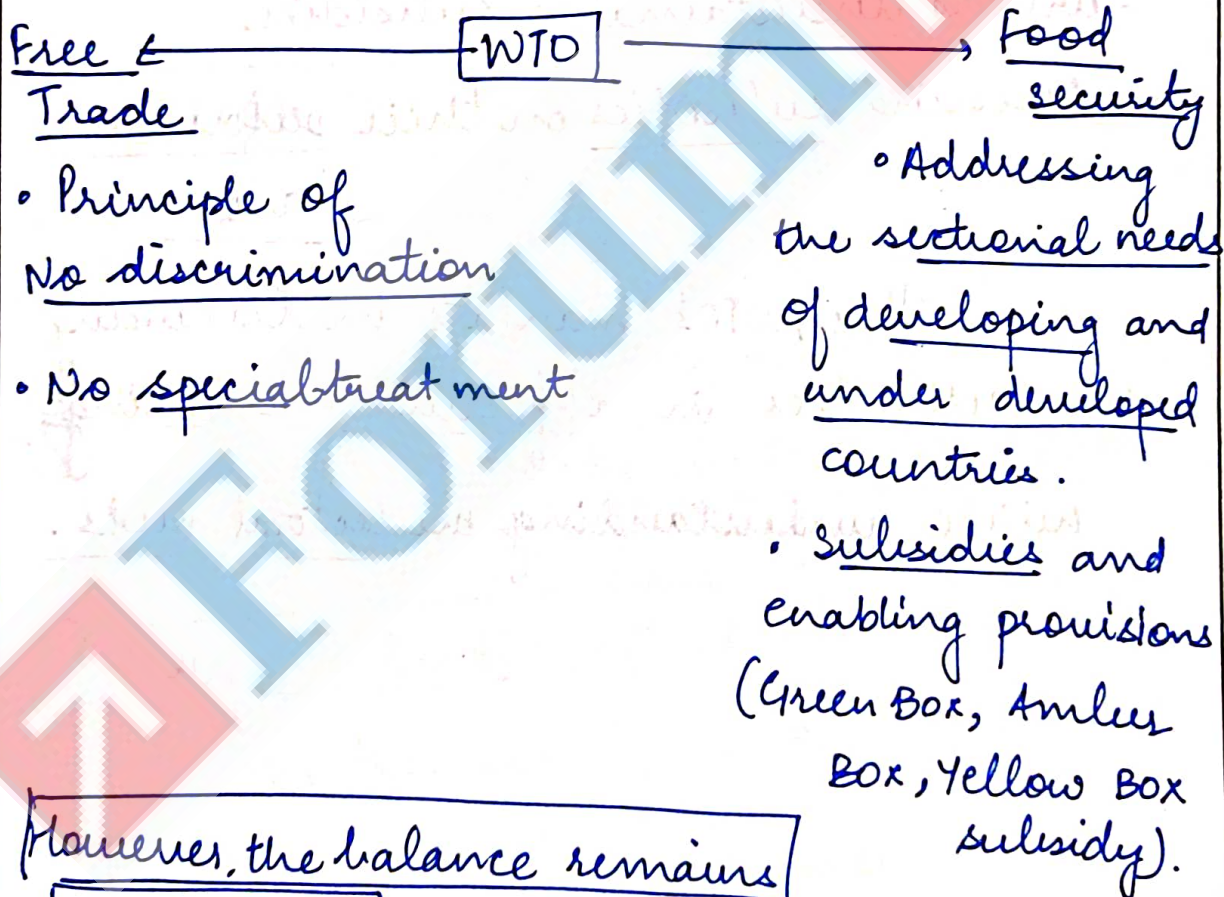 Free ← WTO → Food
Trade security
• Principle of
No discrimination
• No special treatment
• Addressing
the sectional needs
of developing and
under developed
countries.
• Subsidies and
enabling provisions
(Green Box, Amber
Box, Yellow Box
subsidy).
However, the balance remains
Forum